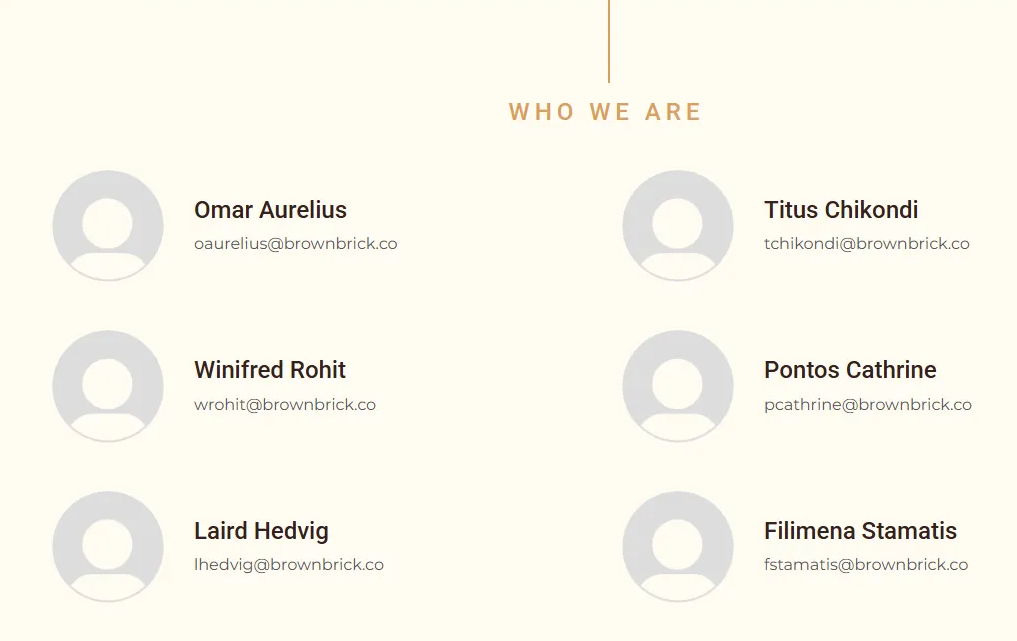 WHO WE ARE
Omar Aurelius
oaurelius@brownbrick.co
Titus Chikondi
tchikondi@brownbrick.co
Winifred Rohit
wrohit@brownbrick.co
Pontos Cathrine
pcathrine@brownbrick.co
Laird Hedvig
lhedvig@brownbrick.co
Filimena Stamatis
fstamatis@brownbrick.co